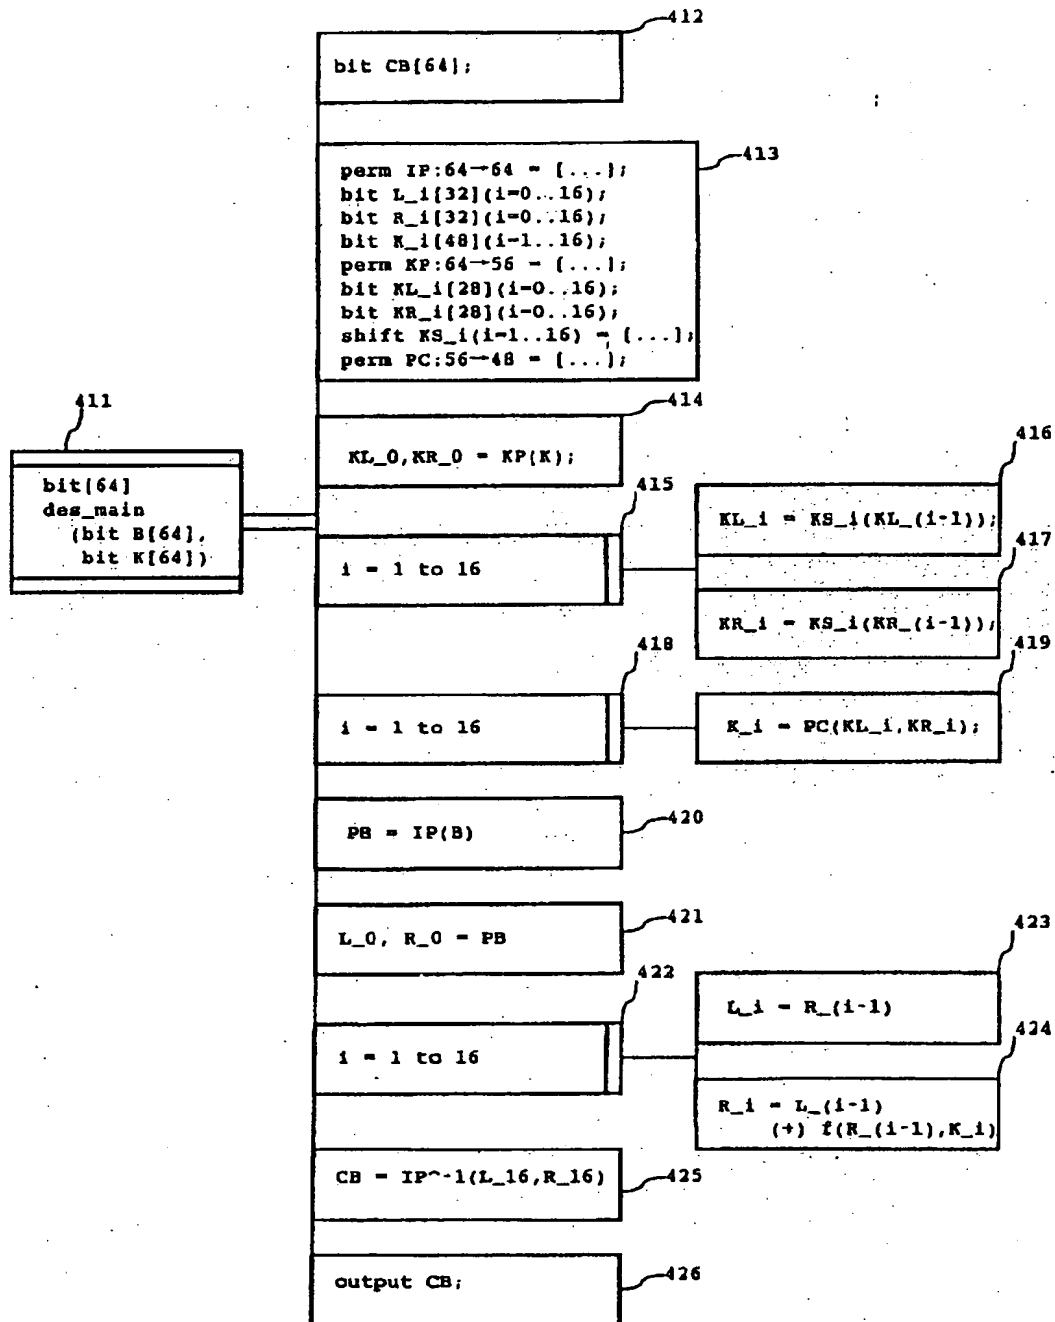 412
bit CB[64];
413
perm IP:64→64 = [...];
bit L_i[32](i=0..16);
bit R_i[32](i=0..16);
bit K_i[48](i=1..16);
perm KP:64→56 = [...];
bit KL_i[28](i=0..16);
bit KR_i[28](i=0..16);
shift KS_i(i=1..16) = [...];
perm PC:56→48 = [...];
411
bit[64]
des_main
(bit B[64],
bit K[64])
414
KL_0,KR_0 = KP(K);
415
i = 1 to 16
416
KL_i = KS_i(KL_(i-1));
417
KR_i = KS_i(KR_(i-1));
418
i = 1 to 16
419
K_i = PC(KL_i,KR_i);
420
PB = IP(B)
421
L_0, R_0 = PB
422
i = 1 to 16
423
L_i = R_(i-1)
424
R_i = L_(i-1)
(+) f(R_(i-1),K_i)
425
CB = IP^-1(L_16,R_16)
426
output CB;